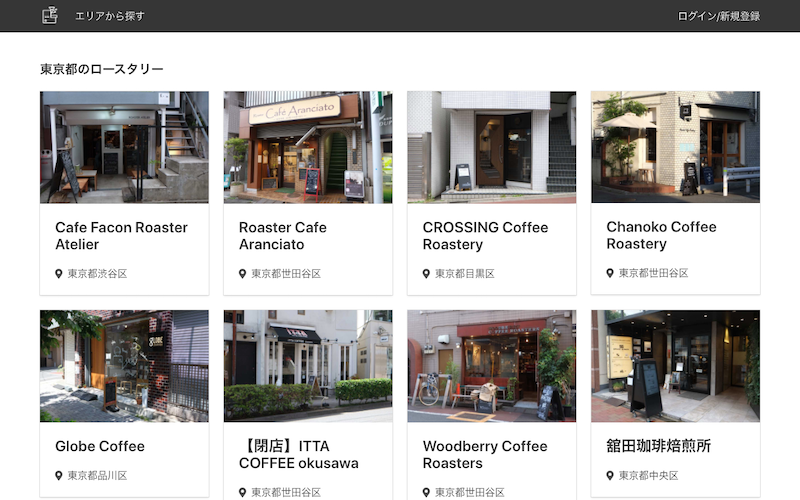 エリアから探す
ログイン/新規登録
東京都のロースタリー
Cafe Aranciato
Cafe Facon Roaster
Atelier
東京都渋谷区
Roaster Cafe
Aranciato
東京都世田谷区
CROSSING Coffee
Roastery
東京都目黒区
Chanoko Coffee
Roastery
東京都世田谷区
GLOBE
ITTA
Globe Coffee
東京都品川区
【閉店】ITTA
COFFEE okusawa
東京都世田谷区
Woodberry Coffee
Roasters
東京都世田谷区
舘田珈琲焙煎所
東京都中央区